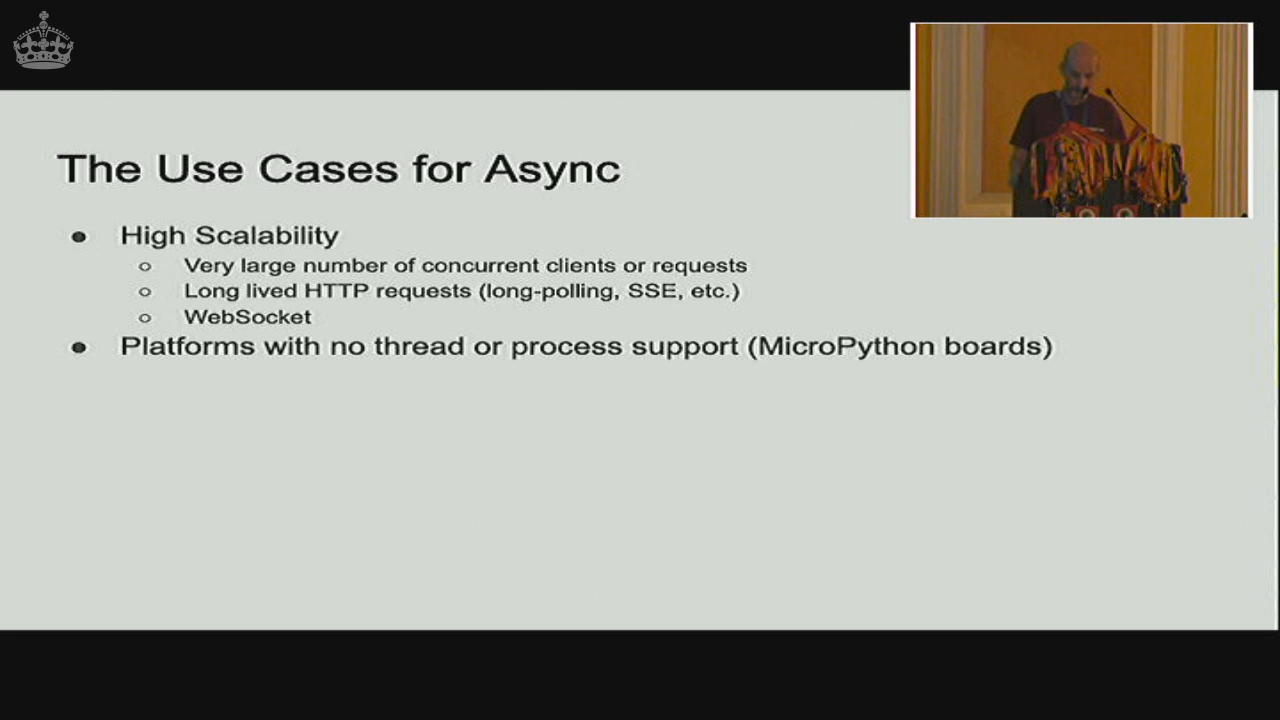 The Use Cases for Async
● High Scalability
○ Very large number of concurrent clients or requests
○ Long lived HTTP requests (long-polling, SSE, etc.)
○ WebSocket
● Platforms with no thread or process support (MicroPython boards)